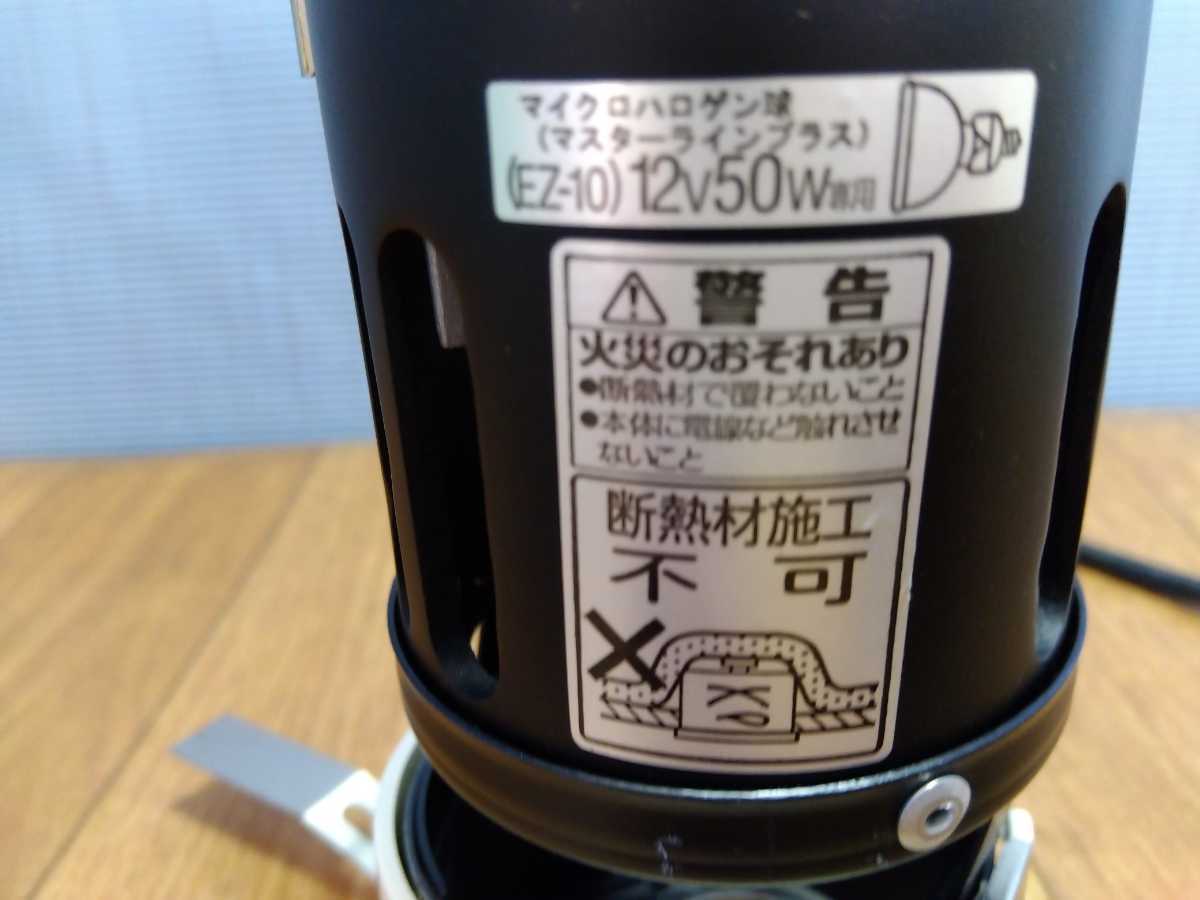 マイクロハロゲン球
(マスターラインプラス)
(EZ-10) 12V50W専用
警告
火災のおそれあり
●断熱材で覆わないこと
●本体に電線など触れさせ
ないこと
断熱材施工
不可